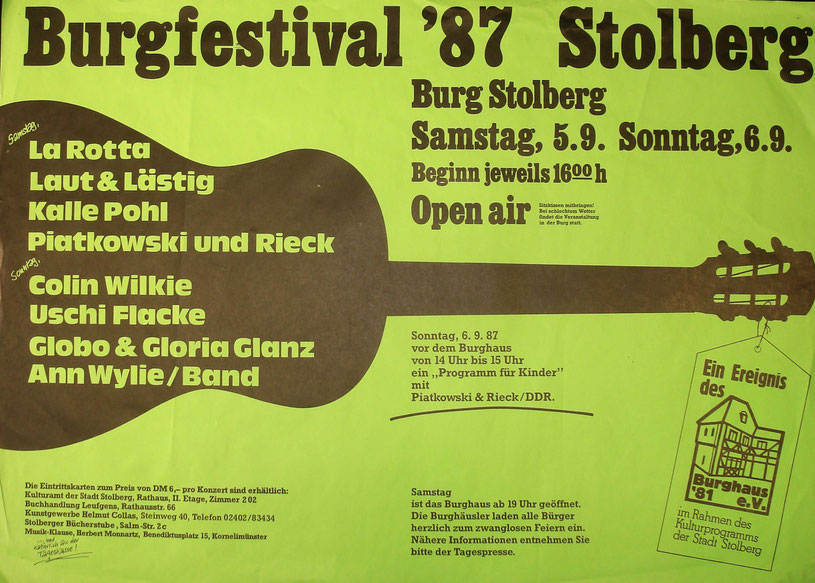 Burgfestival '87 Stolberg
Burg Stolberg
Samstag, 5.9. Sonntag, 6.9.
Beginn jeweils 16⁰⁰ h
Open air
Sitzkissen mitbringen!
Bei schlechtem Wetter
findet die Veranstaltung
in der Burg statt.
Samstag,
La Rotta
Laut & Lästig
Kalle Pohl
Piatkowski und Rieck
Sonntag,
Colin Wilkie
Uschi Flacke
Globo & Gloria Glanz
Ann Wylie / Band
Sonntag, 6. 9. 87
vor dem Burghaus
von 14 Uhr bis 15 Uhr
ein „Programm für Kinder”
mit
Piatkowski & Rieck/DDR.
Ein Ereignis
des
Burghaus
'81 e.V.
im Rahmen des
Kulturprogramms
der Stadt Stolberg
Die Eintrittskarten zum Preis von DM 6,– pro Konzert sind erhältlich:
Kulturamt der Stadt Stolberg, Rathaus, II. Etage, Zimmer 202
Buchhandlung Leufgens, Rathausstr. 66
Kunstgewerbe Helmut Collas, Steinweg 40, Telefon 02402/83434
Stolberger Bücherstube, Salm-Str. 2c
Musik-Klause, Herbert Monnartz, Benediktusplatz 15, Kornelimünster
... und
natürlich an der
Tageskasse!
Samstag
ist das Burghaus ab 19 Uhr geöffnet.
Die Burghäusler laden alle Bürger
herzlich zum zwanglosen Feiern ein.
Nähere Informationen entnehmen Sie
bitte der Tagespresse.